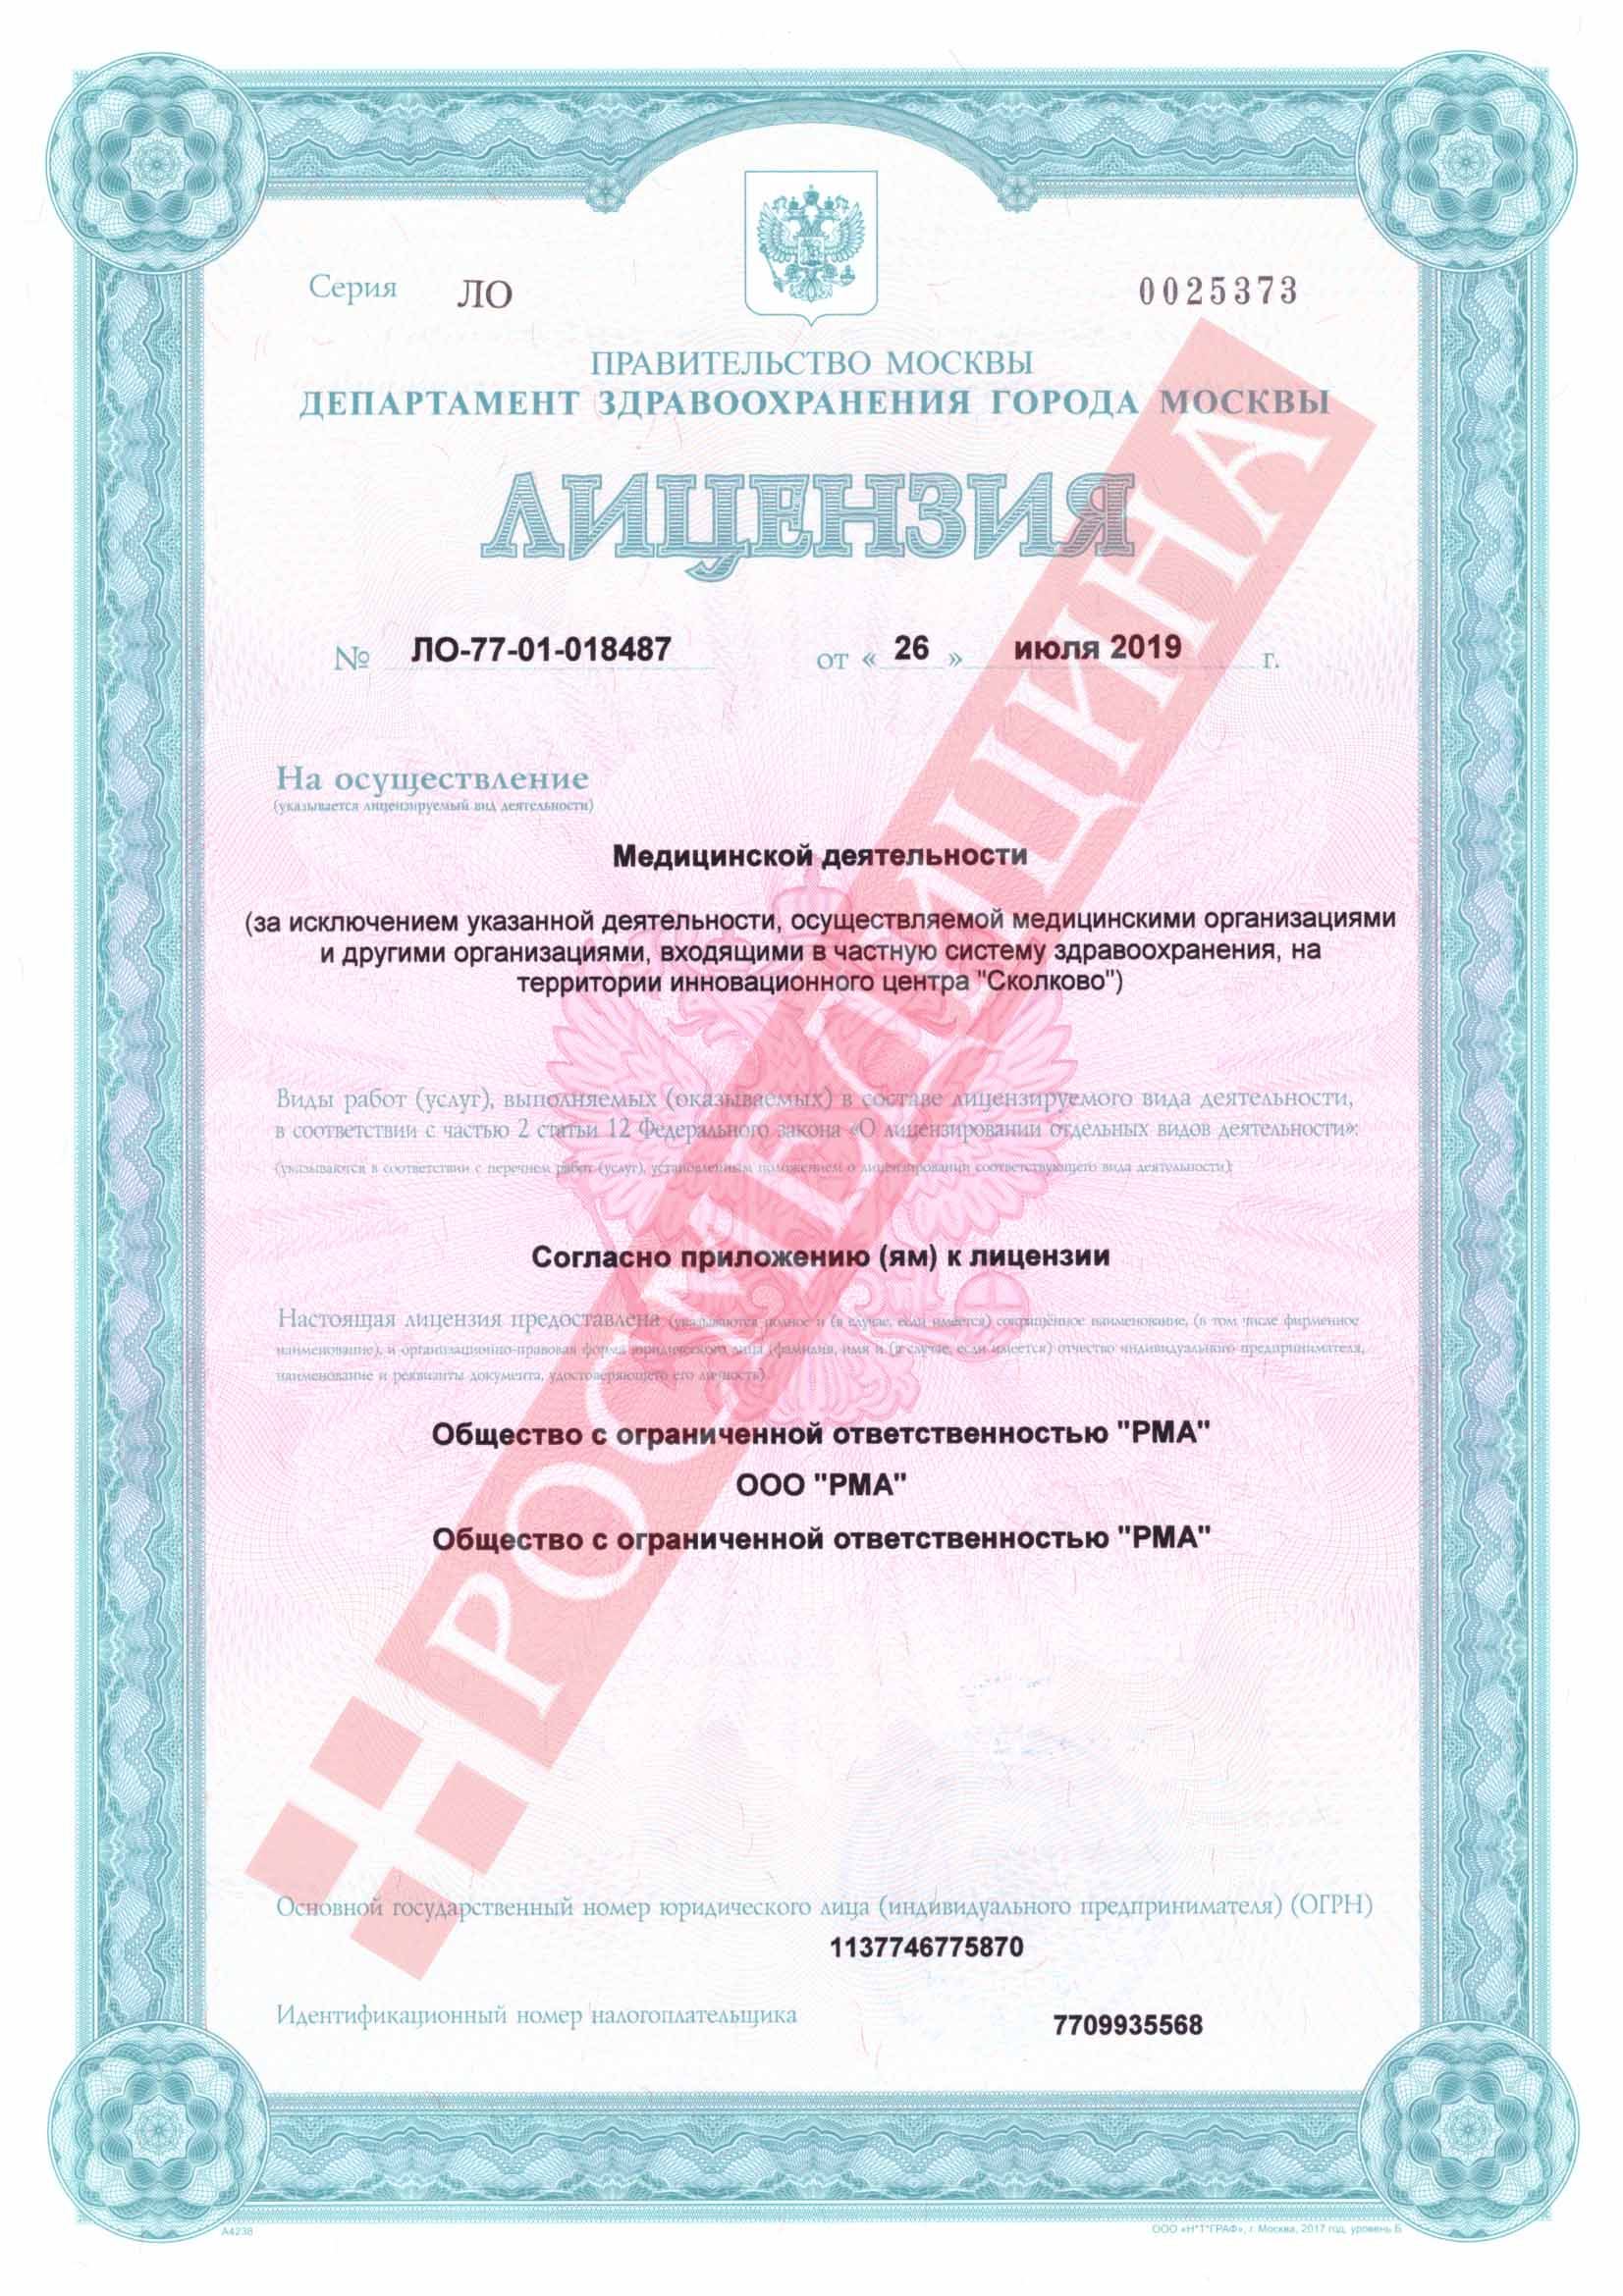 Серия ЛО 0025373
ПРАВИТЕЛЬСТВО МОСКВЫ
ДЕПАРТАМЕНТ ЗДРАВООХРАНЕНИЯ ГОРОДА МОСКВЫ
ЛИЦЕНЗИЯ
№ ЛО-77-01-018487 от « 26 » июля 2019 г.
На осуществление
(указывается лицензируемый вид деятельности)
Медицинской деятельности
(за исключением указанной деятельности, осуществляемой медицинскими организациями
и другими организациями, входящими в частную систему здравоохранения, на
территории инновационного центра "Сколково")
Виды работ (услуг), выполняемых (оказываемых) в составе лицензируемого вида деятельности,
в соответствии с частью 2 статьи 12 Федерального закона «О лицензировании отдельных видов деятельности»:
(указываются в соответствии с перечнем работ (услуг), установленным положением о лицензировании соответствующего вида деятельности):
Согласно приложению (ям) к лицензии
Настоящая лицензия предоставлена (указываются полное и (в случае, если имеется) сокращённое наименование, (в том числе фирменное
наименование), и организационно-правовая форма юридического лица (фамилия, имя и (в случае, если имеется) отчество индивидуального предпринимателя,
наименование и реквизиты документа, удостоверяющего его личность)
Общество с ограниченной ответственностью "РМА"
ООО "РМА"
Общество с ограниченной ответственностью "РМА"
Основной государственный номер юридического лица (индивидуального предпринимателя) (ОГРН)
1137746775870
Идентификационный номер налогоплательщика 7709935568
А4238 ООО «Н*Т*ГРАФ», г. Москва, 2017 год, уровень Б
РОСМЕДИЦИНА